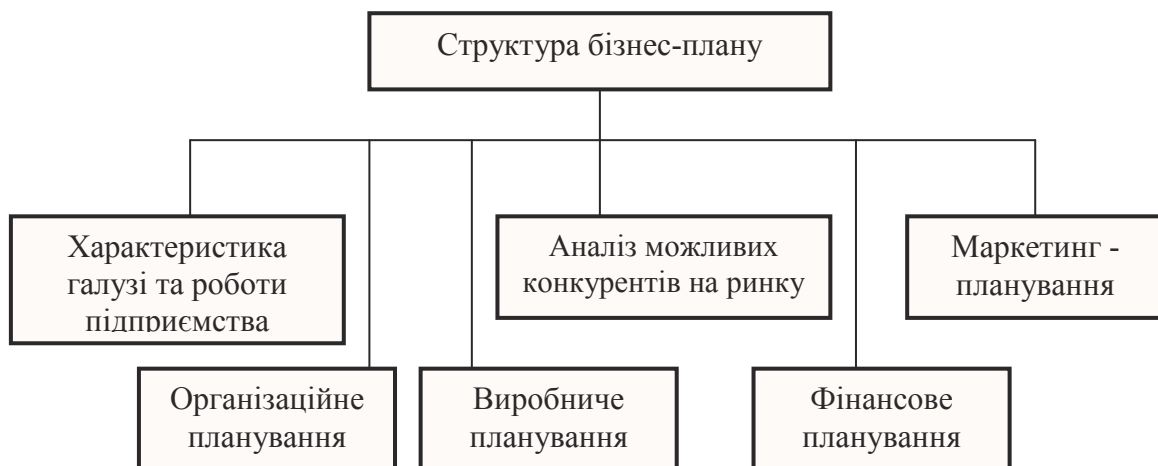 Структура бізнес-плану
Характеристика
галузі та роботи
підприємства
Аналіз можливих
конкурентів на ринку
Маркетинг -
планування
Організаційне
планування
Виробниче
планування
Фінансове
планування